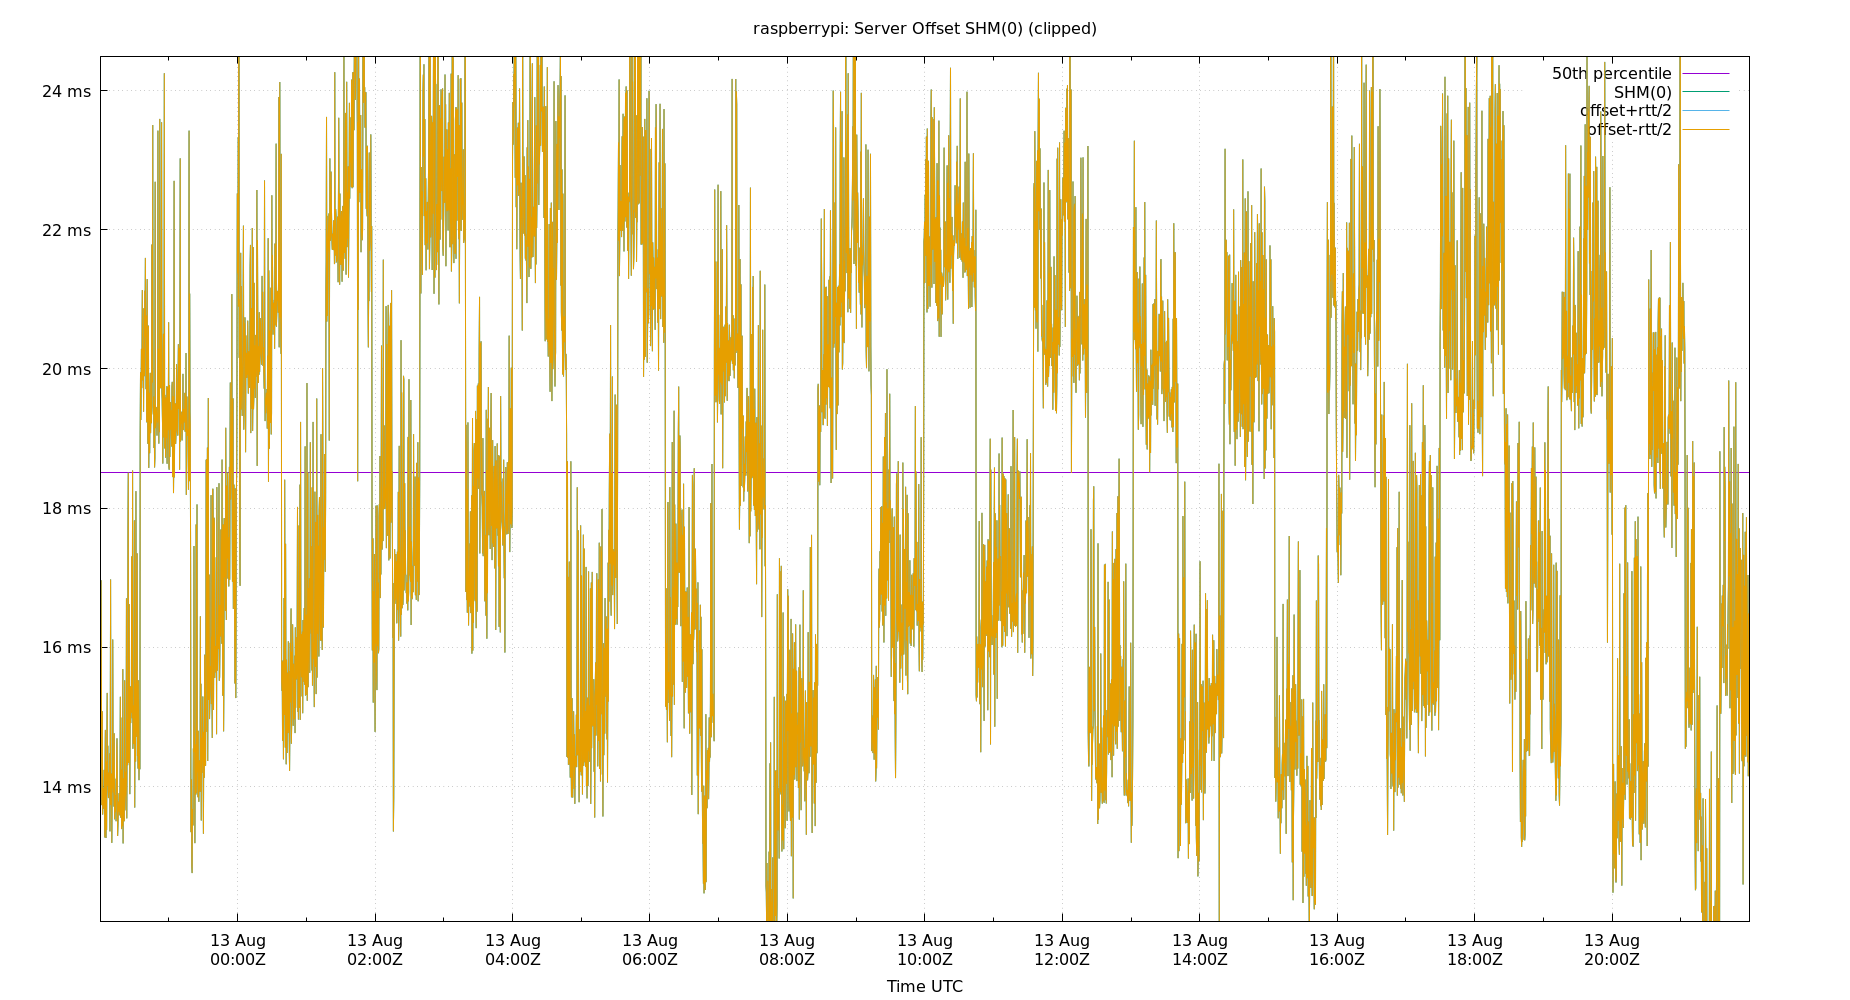 raspberrypi: Server Offset SHM(0) (clipped)
50th percentile
SHM(0)
offset+rtt/2
offset-rtt/2
24 ms
22 ms
20 ms
18 ms
16 ms
14 ms
13 Aug 13 Aug 13 Aug 13 Aug 13 Aug 13 Aug 13 Aug 13 Aug 13 Aug 13 Aug 13 Aug
00:00Z 02:00Z 04:00Z 06:00Z 08:00Z 10:00Z 12:00Z 14:00Z 16:00Z 18:00Z 20:00Z
Time UTC